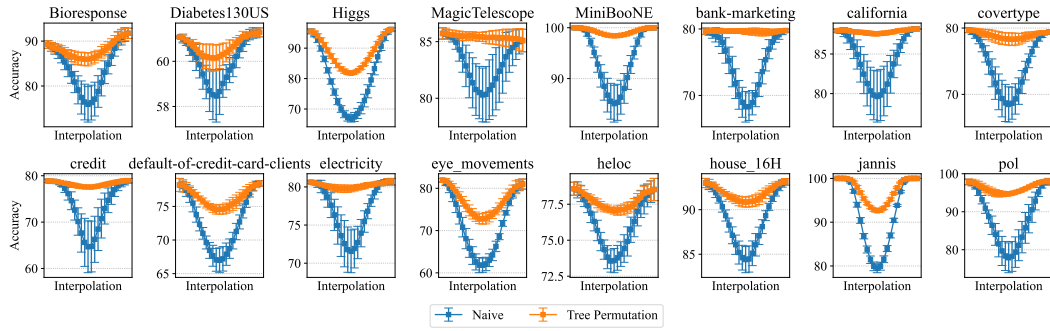 Bioresponse Diabetes130US Higgs MagicTelescope MiniBooNE bank-marketing california covertype
Accuracy
90 80
62 60 58
90 80 70
85 80
100 90
80 70
85 80
80 70
Interpolation Interpolation Interpolation Interpolation Interpolation Interpolation Interpolation Interpolation
credit default-of-credit-card-clients electricity eye_movements heloc house_16H jannis pol
Accuracy
80 70 60
75 70 65
80 75 70
80 70 60
77.5 75.0 72.5
90 85
100 90 80
100 90 80
Interpolation Interpolation Interpolation Interpolation Interpolation Interpolation Interpolation Interpolation
Naive Tree Permutation